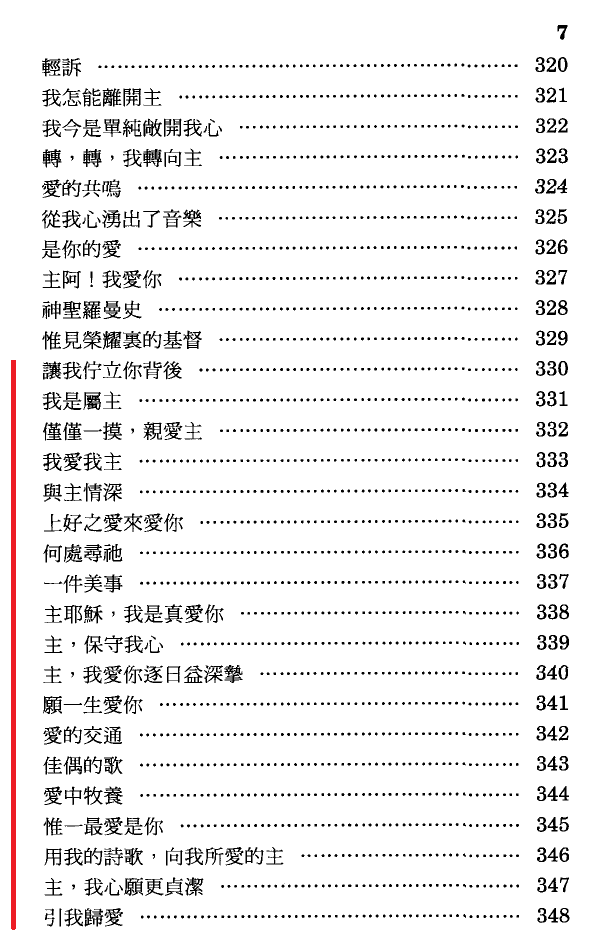 7
輕訴 ………………………………………………… 320
我怎能離開主 ……………………………………… 321
我今是單純敞開我心 ……………………………… 322
轉，轉，我轉向主 ………………………………… 323
愛的共鳴 …………………………………………… 324
從我心湧出了音樂 ………………………………… 325
是你的愛 …………………………………………… 326
主阿！我愛你 ……………………………………… 327
神聖羅曼史 ………………………………………… 328
惟見榮耀裏的基督 ………………………………… 329
讓我佇立你背後 …………………………………… 330
我是屬主 …………………………………………… 331
僅僅一摸，親愛主 ………………………………… 332
我愛我主 …………………………………………… 333
與主情深 …………………………………………… 334
上好之愛來愛你 …………………………………… 335
何處尋祂 …………………………………………… 336
一件美事 …………………………………………… 337
主耶穌，我是真愛你 ……………………………… 338
主，保守我心 ……………………………………… 339
主，我愛你逐日益深摯 …………………………… 340
願一生愛你 ………………………………………… 341
愛的交通 …………………………………………… 342
佳偶的歌 …………………………………………… 343
愛中牧養 …………………………………………… 344
惟一最愛是你 ……………………………………… 345
用我的詩歌，向我所愛的主 ……………………… 346
主，我心願更貞潔 ………………………………… 347
引我歸愛 …………………………………………… 348